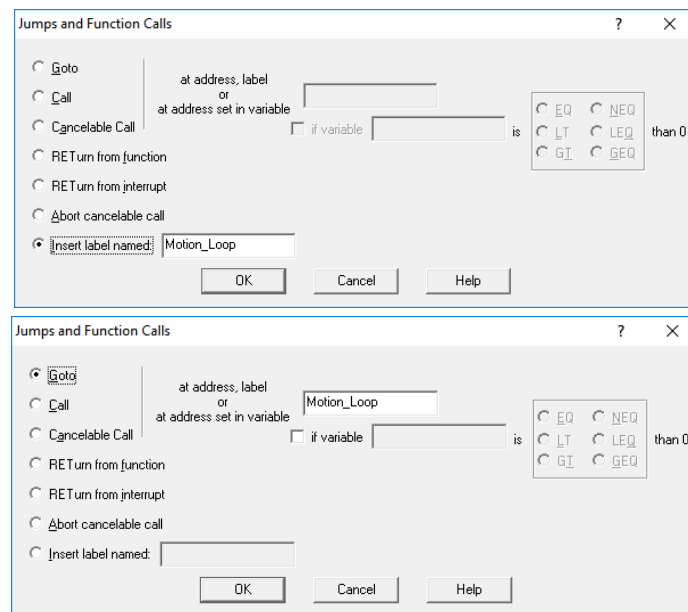 Jumps and Function Calls ? X
Goto
Call
Cancelable Call
at address, label
or
at address set in variable
if variable is
EQ NEQ
LT LEQ
GT GEQ
than 0
RETurn from function
RETurn from interrupt
Abort cancelable call
Insert label named: Motion_Loop
OK Cancel Help
Jumps and Function Calls ? X
Goto
Call
Cancelable Call
at address, label
or
at address set in variable
Motion_Loop
if variable is
EQ NEQ
LT LEQ
GT GEQ
than 0
RETurn from function
RETurn from interrupt
Abort cancelable call
Insert label named:
OK Cancel Help